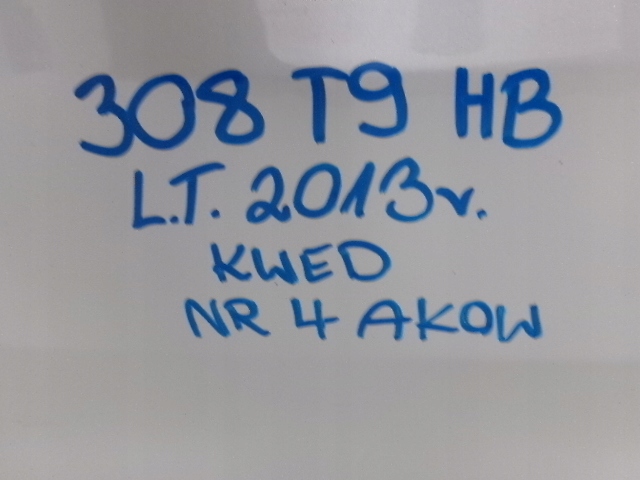 308 T9 HB
L.T. 2013r.
KWED
NR 4 AKOW